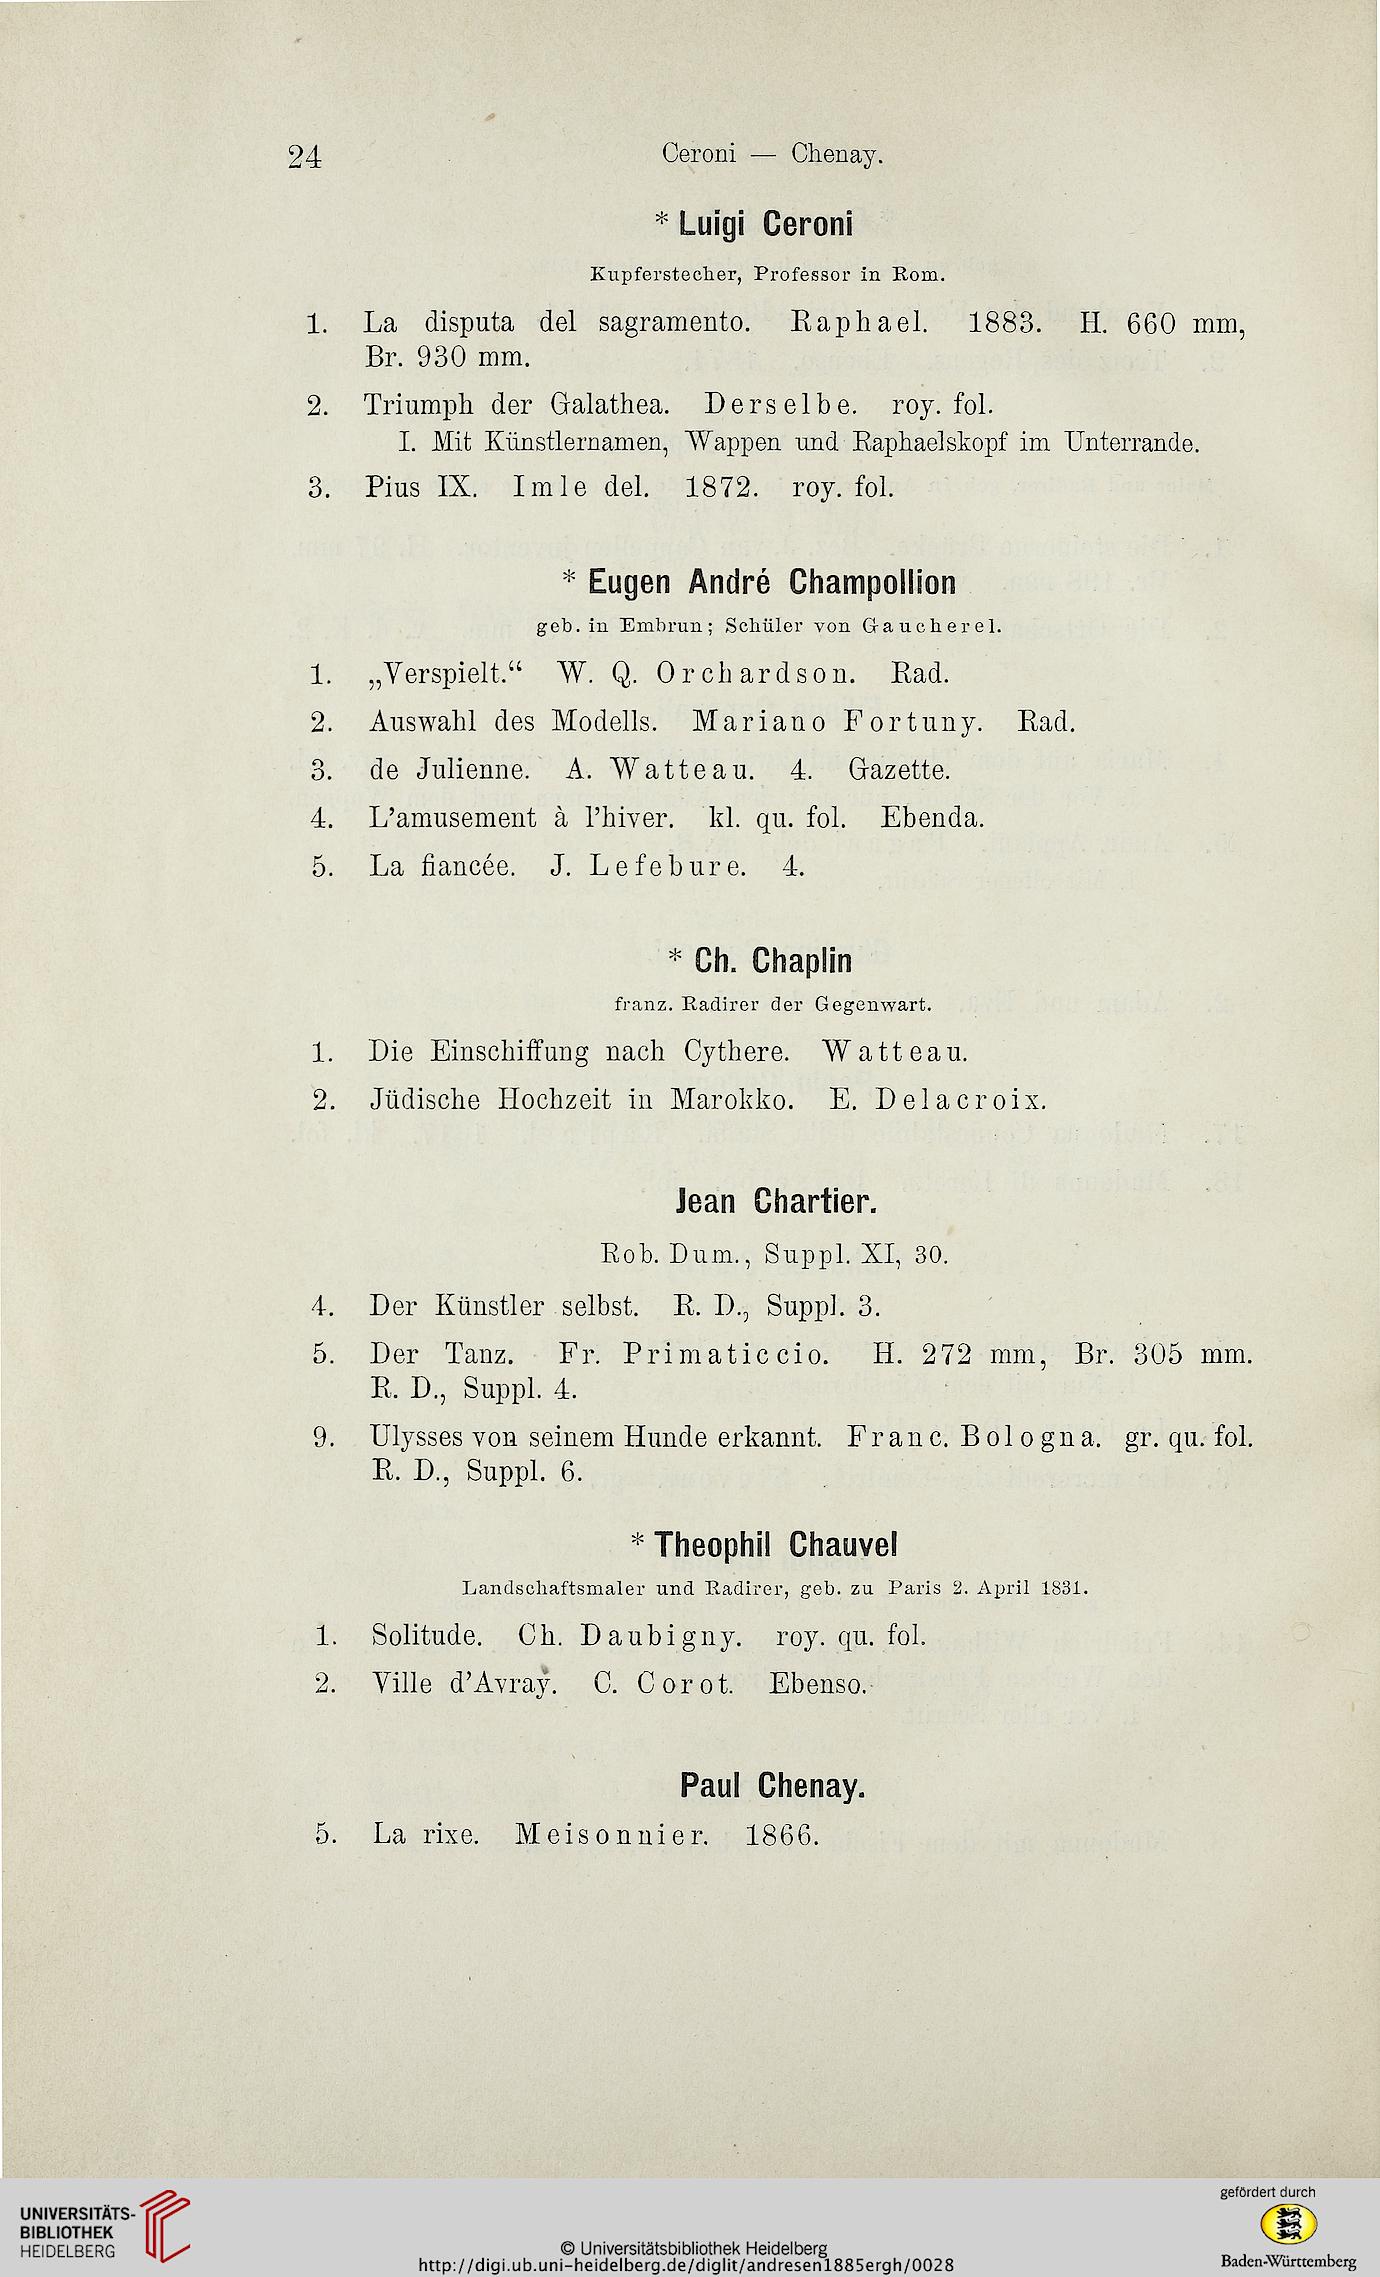 24
Ceroni — Chenay.
* Luigi Ceroni
Kupferstecher, Professor in Rom.
1. La disputa del sagramento. Raphael. 1883. H. 660 mm,
Br. 930 mm.
2. Triumph der Galathea. Derselbe. roy. fol.
I. Mit Künstlernamen, Wappen und Raphaelskopf im Unterrande.
3. Pius IX. Imle del. 1872. roy. fol.
* Eugen André Champollion
geb. in Embrun; Schüler von Gaucherel.
1. „Verspielt.“ W. Q. Orchardson. Rad.
2. Auswahl des Modells. Mariano Fortuny. Rad.
3. de Julienne. A. Watteau. 4. Gazette.
4. L’amusement à l’hiver. kl. qu. fol. Ebenda.
5. La fiancée. J. Lefebure. 4.
* Ch. Chaplin
franz. Radirer der Gegenwart.
1. Die Einschiffung nach Cythere. Watteau.
2. Jüdische Hochzeit in Marokko. E. Delacroix.
Jean Chartier.
Rob. Dum., Suppl. XI, 30.
4. Der Künstler selbst. R. D., Suppl. 3.
5. Der Tanz. Fr. Primaticcio. H. 272 mm, Br. 305 mm.
R. D., Suppl. 4.
9. Ulysses von seinem Hunde erkannt. Franc. Bologna. gr. qu. fol.
R. D., Suppl. 6.
* Theophil Chauvel
Landschaftsmaler und Radirer, geb. zu Paris 2. April 1831.
1. Solitude. Ch. Daubigny. roy. qu. fol.
2. Ville d’Avray. C. Corot. Ebenso.
Paul Chenay.
5. La rixe. Meisonnier. 1866.
UNIVERSITÄTS-
BIBLIOTHEK
HEIDELBERG
© Universitätsbibliothek Heidelberg
http://digi.ub.uni-heidelberg.de/diglit/andresen1885ergh/0028
gefördert durch
Baden-Württemberg